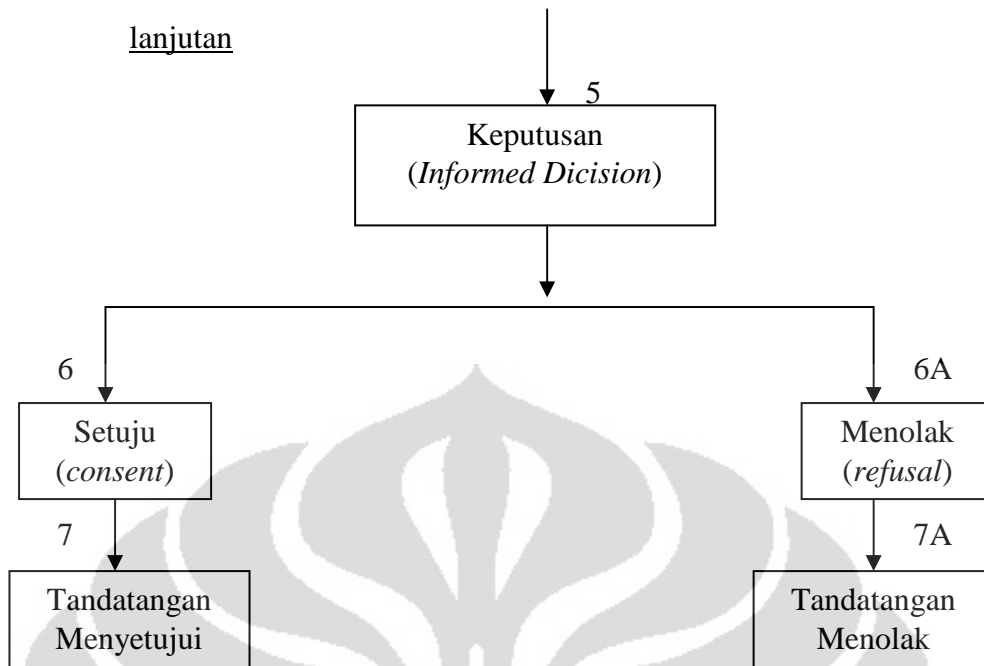 lanjutan
5
Keputusan
(Informed Dicision)
6
6A
Setuju
(consent)
Menolak
(refusal)
7
7A
Tandatangan
Menyetujui
Tandatangan
Menolak